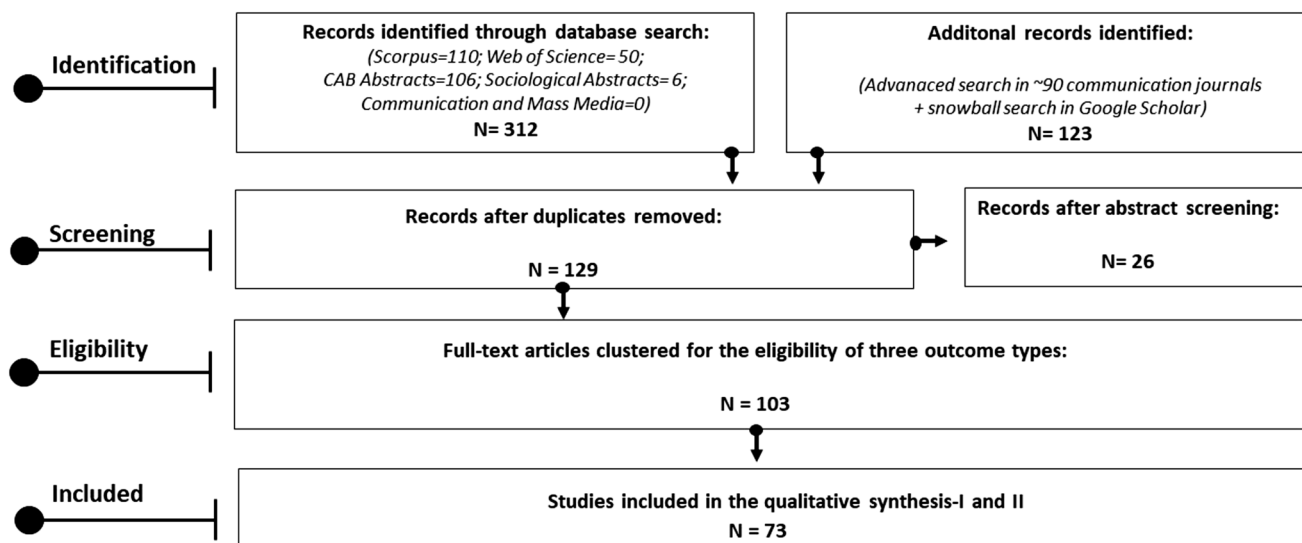 Identification
Records identified through database search:
(Scorpus=110; Web of Science= 50;
CAB Abstracts=106; Sociological Abstracts= 6;
Communication and Mass Media=0)
N= 312
Additonal records identified:
(Advanaced search in ~90 communication journals
+ snowball search in Google Scholar)
N= 123
Screening
Records after duplicates removed:
N = 129
Records after abstract screening:
N= 26
Eligibility
Full-text articles clustered for the eligibility of three outcome types:
N = 103
Included
Studies included in the qualitative synthesis-I and II
N = 73